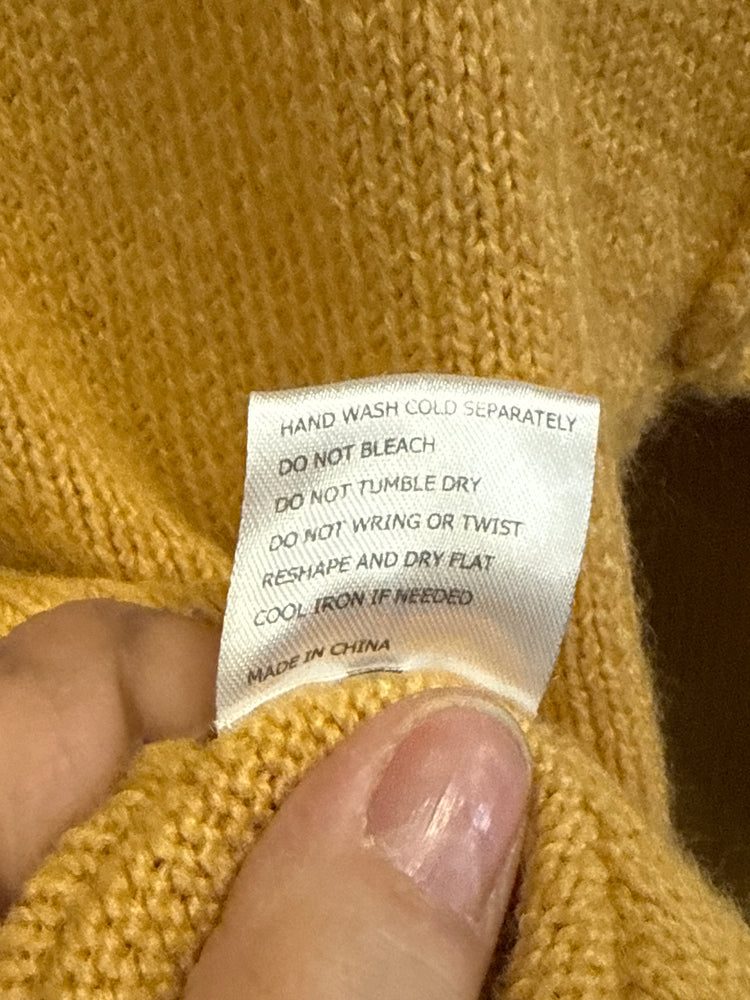 HAND WASH COLD SEPARATELY
DO NOT BLEACH
DO NOT TUMBLE DRY
DO NOT WRING OR TWIST
RESHAPE AND DRY FLAT
COOL IRON IF NEEDED
MADE IN CHINA